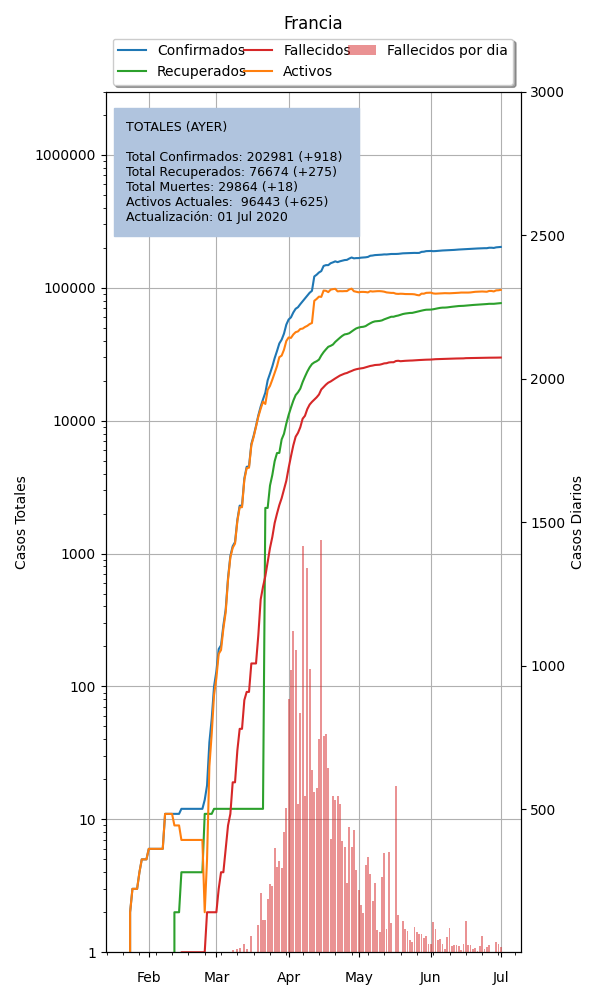 Francia
Confirmados
Fallecidos
Fallecidos por dia
Recuperados
Activos
TOTALES (AYER)
Total Confirmados: 202981 (+918)
Total Recuperados: 76674 (+275)
Total Muertes: 29864 (+18)
Activos Actuales:  96443 (+625)
Actualización: 01 Jul 2020
1000000
100000
10000
1000
100
10
1
Casos Totales
3000
2500
2000
1500
1000
500
Casos Diarios
Feb
Mar
Apr
May
Jun
Jul